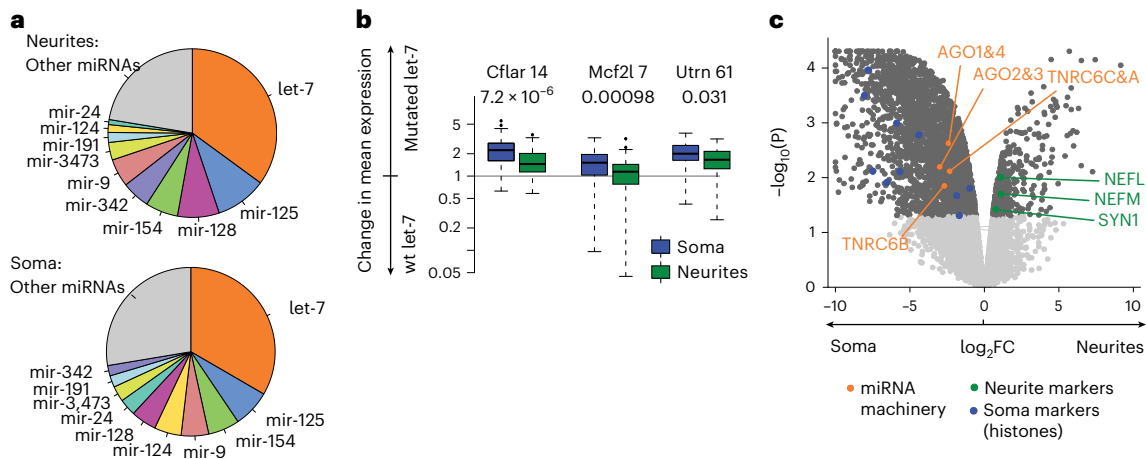 a
Neurites:
Other miRNAs
let-7
mir-24
mir-124
mir-191
mir-3473
mir-9
mir-342
mir-154
mir-128
mir-125
Soma:
Other miRNAs
let-7
mir-342
mir-191
mir-3,473
mir-24
mir-128
mir-124
mir-9
mir-154
mir-125
b
Change in mean expression
Mutated let-7
wt let-7
Cflar 14
Mcf2l 7
Utrn 61
7.2 × 10⁻⁶
0.00098
0.031
5
2
1
0.5
0.2
0.05
Soma
Neurites
c
AGO1&4
AGO2&3
TNRC6C&A
TNRC6B
NEFL
NEFM
SYN1
−log₁₀(P)
4
3
2
1
0
−10
−5
0
5
10
Soma
log₂FC
Neurites
miRNA
machinery
Neurite markers
Soma markers
(histones)